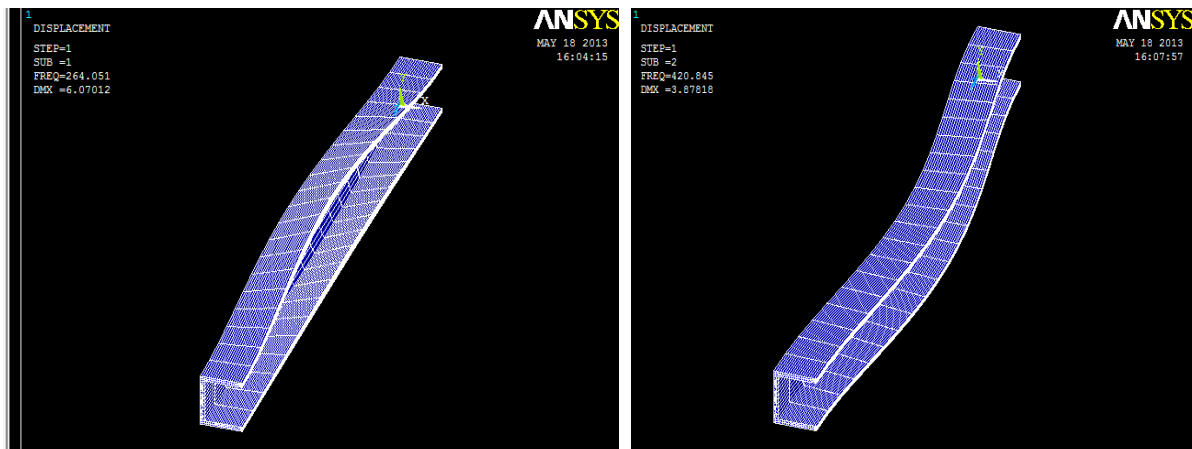 1
DISPLACEMENT
STEP=1
SUB =1
FREQ=264.051
DMX=6.07012
ANSYS
MAY 18 2013
16:04:15
Y
X
1
DISPLACEMENT
STEP=1
SUB =2
FREQ=420.845
DMX =3.87818
ANSYS
MAY 18 2013
16:07:57